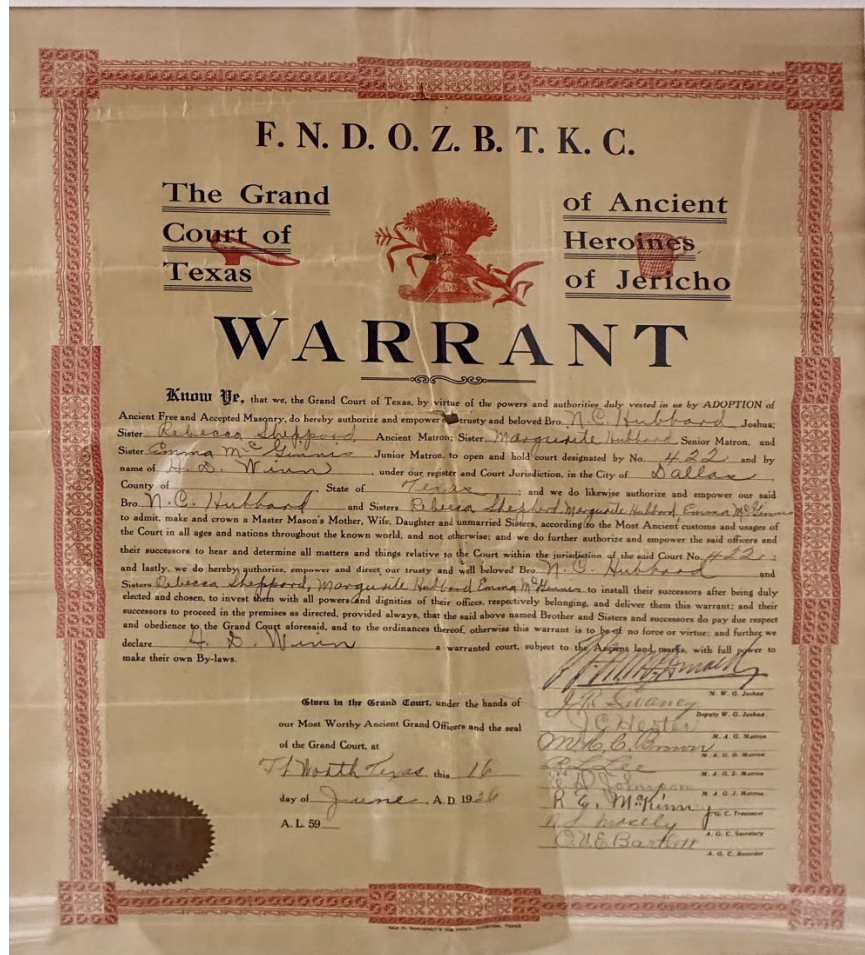 F. N. D. O. Z. B. T. K. C.
The Grand
Court of
Texas
of Ancient
Heroines
of Jericho
WARRANT
Know Ye, that we, the Grand Court of Texas, by virtue of the powers and authorities duly vested in us by ADOPTION of
Ancient Free and Accepted Masonry, do hereby authorize and empower trusty and beloved Bro. N.C. Hubbard Joshua;
Sister Rebecca Sheppord Ancient Matron; Sister Marguisite Hubbard Senior Matron, and
Sister Emma McGinnis Junior Matron, to open and hold court designated by No. 422 and by
name of H. D. Winn, under our register and Court Jurisdiction, in the City of Dallas,
County of , State of Texas; and we do likewise authorize and empower our said
Bro. N.C. Hubbard and Sisters Rebecca Shepherd Marguisite Hubbard Emma McGinnis
to admit, make and crown a Master Mason's Mother, Wife, Daughter and unmarried Sisters, according to the Most Ancient customs and usages of
the Court in all ages and nations throughout the known world, and not otherwise; and we do further authorize and empower the said officers and
their successors to hear and determine all matters and things relative to the Court within the jurisdiction of the said Court No. 422;
and lastly, we do hereby authorize, empower and direct our trusty and well beloved Bro. N. C. Hubbard and
Sisters Rebecca Sheppord, Marguisite Hubbard Emma McGinnis to install their successors after being duly
elected and chosen, to invest them with all powers and dignities of their offices, respectively belonging, and deliver them this warrant; and their
successors to proceed in the premises as directed, provided always, that the said above named Brother and Sisters and successors do pay due respect
and obedience to the Grand Court aforesaid, and to the ordinances thereof, otherwise this warrant is to be of no force or virtue; and further we
declare H. D. Winn a warranted court, subject to the Ancient land marks, with full power to
make their own By-laws.
Given in the Grand Court, under the hands of
our Most Worthy Ancient Grand Officers and the seal
of the Grand Court, at
Ft Worth Texas, this 16
day of June, A.D. 1926
A. L. 59
M. W. G. Joshua
J. R. Swaney
Deputy W. G. Joshua
J C Hester
M. A. G. Matron
M. C. C. Brown
M. A. G. D. Matron
R L Lee
M. A. G. S. Matron
Johnson
M. A. G. J. Matron
R. E. McKinney
G. C. Treasurer
A. G. C. Secretary
O.V.E Bartlett
A. G. C. Recorder